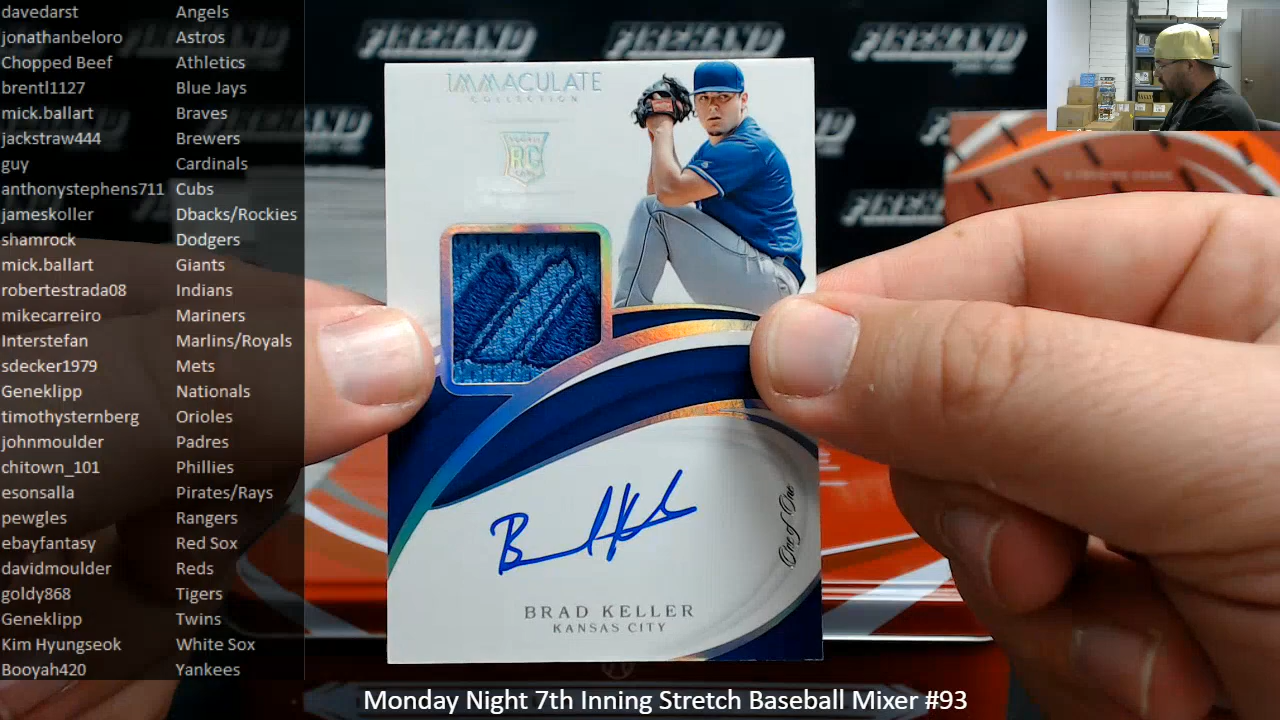 davedarst Angels
jonathanbeloro Astros
Chopped Beef Athletics
brentl1127 Blue Jays
mick.ballart Braves
jackstraw444 Brewers
guy Cardinals
anthonystephens711 Cubs
jameskoller Dbacks/Rockies
shamrock Dodgers
mick.ballart Giants
robertestrada08 Indians
mikecarreiro Mariners
Interstefan Marlins/Royals
sdecker1979 Mets
Geneklipp Nationals
timothysternberg Orioles
johnmoulder Padres
chitown_101 Phillies
esonsalla Pirates/Rays
pewgles Rangers
ebayfantasy Red Sox
davidmoulder Reds
goldy868 Tigers
Geneklipp Twins
Kim Hyungseok White Sox
Booyah420 Yankees
FIREHAND FIREHAND FIREHAND
IMMACULATE
COLLECTION
RC
One of One
BRAD KELLER
KANSAS CITY
Monday Night 7th Inning Stretch Baseball Mixer #93